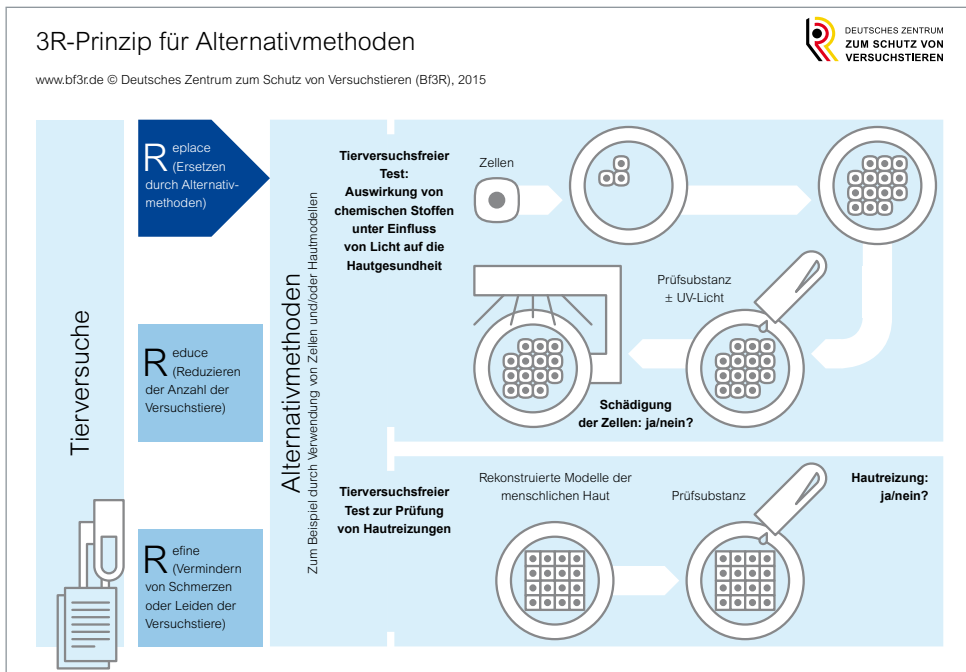 3R-Prinzip für Alternativmethoden
www.bf3r.de © Deutsches Zentrum zum Schutz von Versuchstieren (Bf3R), 2015
DEUTSCHES ZENTRUM
ZUM SCHUTZ VON
VERSUCHSTIEREN
Tierversuche
Replace
(Ersetzen
durch Alternativ-
methoden)
Reduce
(Reduzieren
der Anzahl der
Versuchstiere)
Refine
(Vermindern
von Schmerzen
oder Leiden der
Versuchstiere)
Alternativmethoden
Zum Beispiel durch Verwendung von Zellen und/oder Hautmodellen
Tierversuchsfreier
Test:
Auswirkung von
chemischen Stoffen
unter Einfluss
von Licht auf die
Hautgesundheit
Zellen
Prüfsubstanz
± UV-Licht
Schädigung
der Zellen: ja/nein?
Tierversuchsfreier
Test zur Prüfung
von Hautreizungen
Rekonstruierte Modelle der
menschlichen Haut
Prüfsubstanz
Hautreizung:
ja/nein?